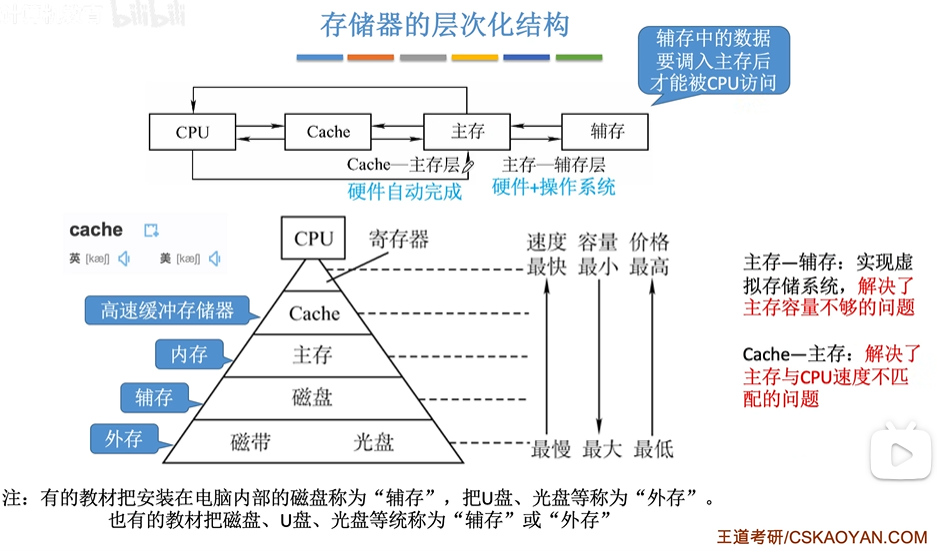 bilibili
存储器的层次化结构
辅存中的数据
要调入主存后
才能被CPU访问
CPU
Cache
主存
辅存
Cache—主存层
主存—辅存层
硬件自动完成
硬件+操作系统
cache
英 [kæʃ]
美 [kæʃ]
CPU
寄存器
速度 容量 价格
最快 最小 最高
高速缓冲存储器
Cache
内存
主存
辅存
磁盘
外存
磁带 光盘
最慢 最大 最低
主存—辅存：实现虚
拟存储系统，解决了
主存容量不够的问题
Cache—主存：解决了
主存与CPU速度不匹
配的问题
注：有的教材把安装在电脑内部的磁盘称为“辅存”，把U盘、光盘等称为“外存”。
也有的教材把磁盘、U盘、光盘等统称为“辅存”或“外存”
王道考研/CSKAOYAN.COM